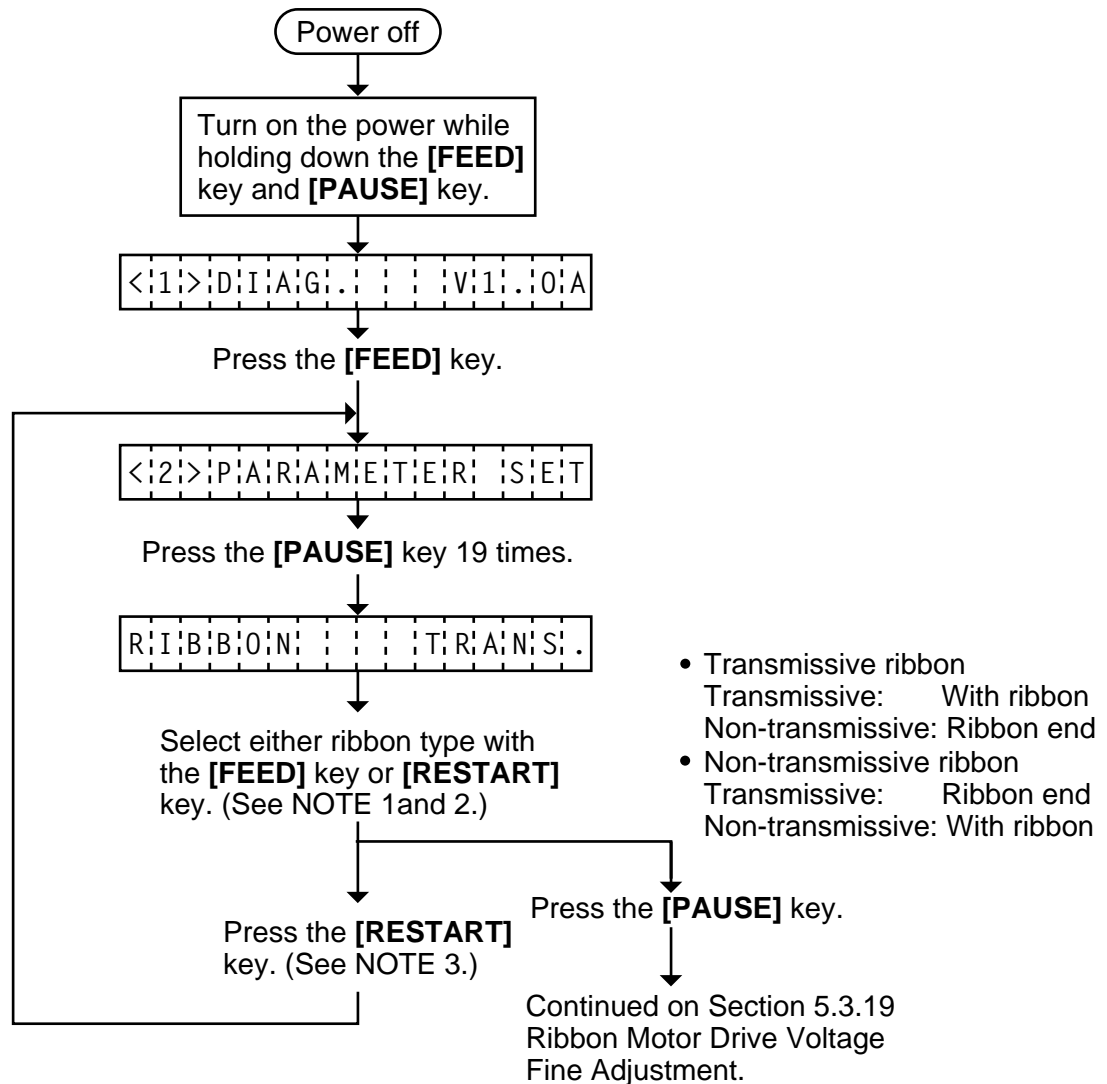 Power off
Turn on the power while
holding down the [FEED]
key and [PAUSE] key.
<1>DIAG.   V1.0A
Press the [FEED] key.
<2>PARAMETER SET
Press the [PAUSE] key 19 times.
RIBBON   TRANS.
Select either ribbon type with
the [FEED] key or [RESTART]
key. (See NOTE 1and 2.)
• Transmissive ribbon
Transmissive: With ribbon
Non-transmissive: Ribbon end
• Non-transmissive ribbon
Transmissive: Ribbon end
Non-transmissive: With ribbon
Press the [RESTART]
key. (See NOTE 3.)
Press the [PAUSE] key.
Continued on Section 5.3.19
Ribbon Motor Drive Voltage
Fine Adjustment.